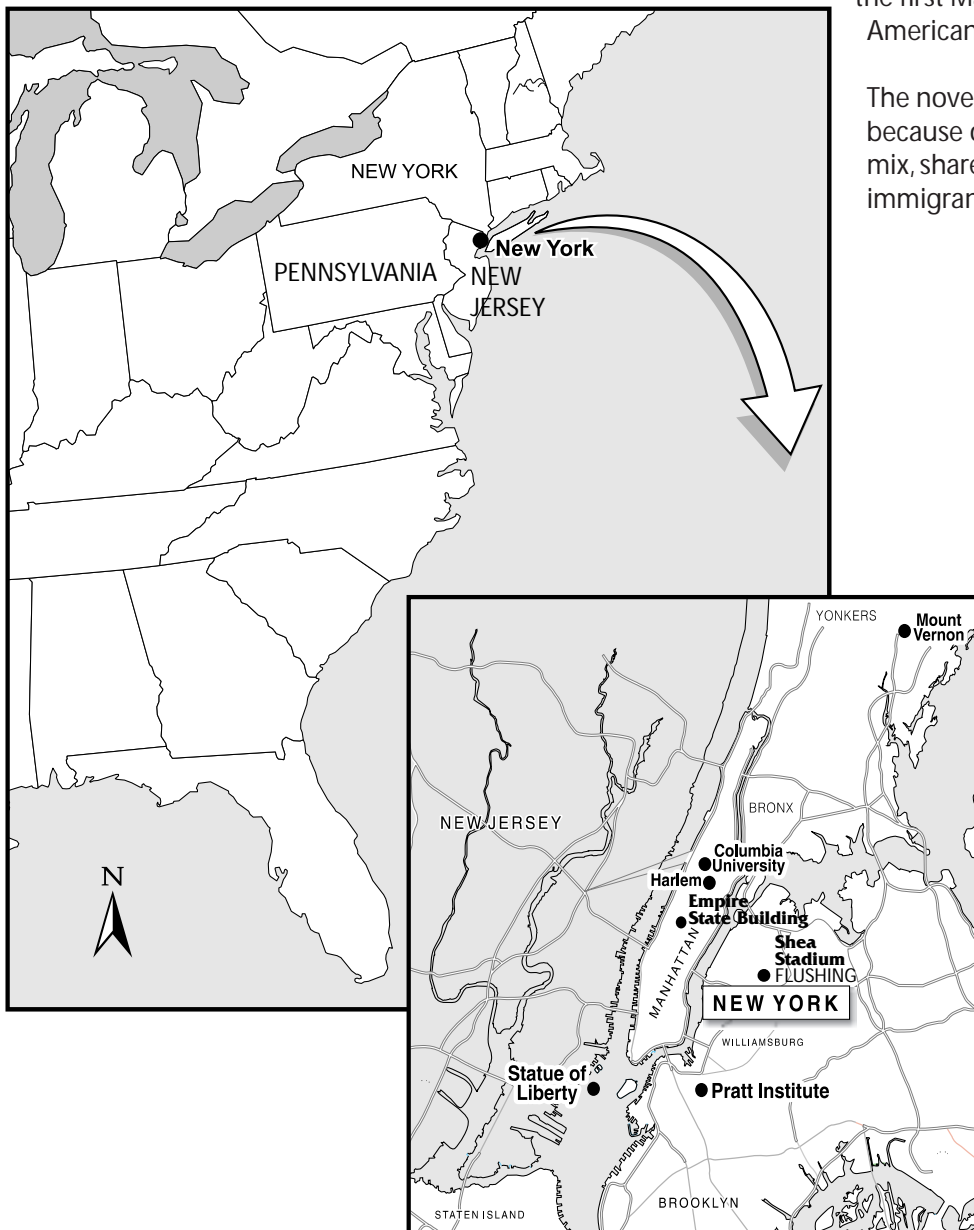 the first M
American
The nove
because o
mix, share
immigran
NEW YORK
New York
PENNSYLVANIA
NEW
JERSEY
N
YONKERS
Mount
Vernon
BRONX
NEW JERSEY
Columbia
University
Harlem
Empire
State Building
MANHATTAN
Shea
Stadium
FLUSHING
NEW YORK
WILLIAMSBURG
Statue of
Liberty
Pratt Institute
BROOKLYN
STATEN ISLAND